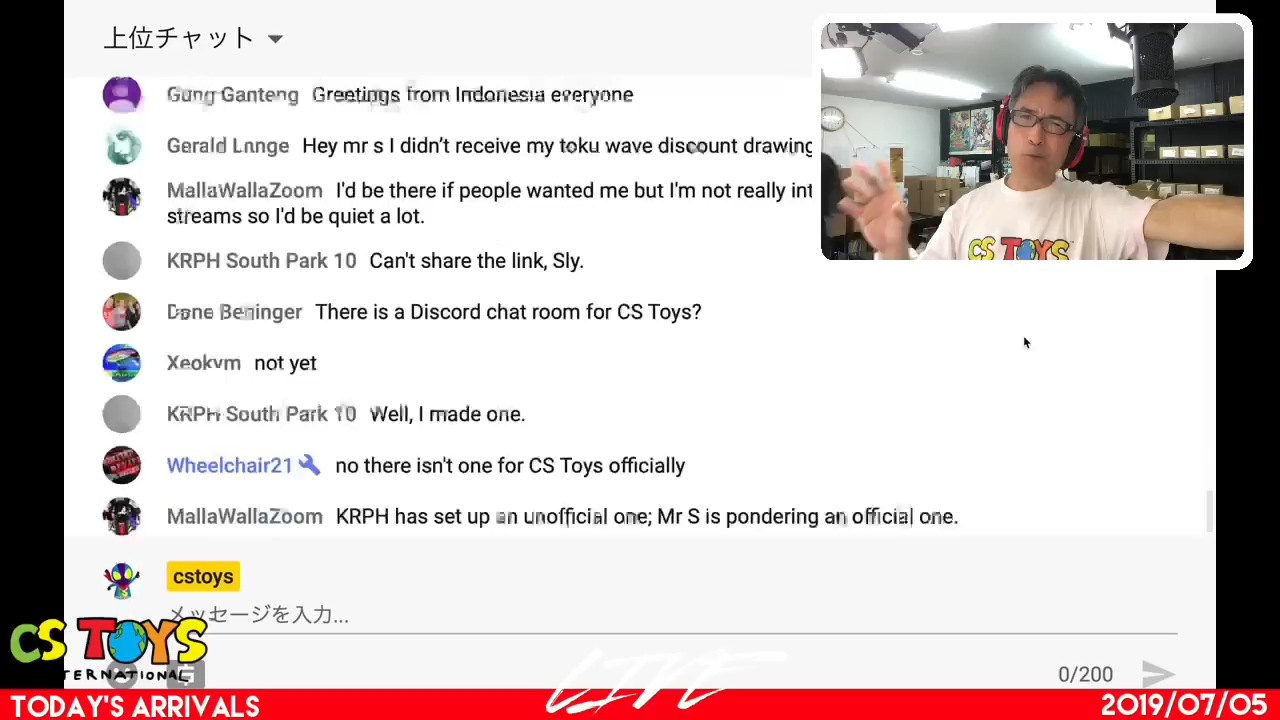 上位チャット
Gung Ganteng Greetings from Indonesia everyone
Gerald Lange Hey mr s I didn’t receive my toku wave discount drawing
MallaWallaZoom I'd be there if people wanted me but I'm not really int
streams so I'd be quiet a lot.
KRPH South Park 10 Can't share the link, Sly.
Dane Beninger There is a Discord chat room for CS Toys?
Xeokym not yet
KRPH South Park 10 Well, I made one.
Wheelchair21 no there isn't one for CS Toys officially
MallaWallaZoom KRPH has set up an unofficial one; Mr S is pondering an official one.
cstoys
メッセージを入力...
0/200
CS TOYS
CS TOYS
TERNATIONAL
LIVE
TODAY'S ARRIVALS
2019/07/05